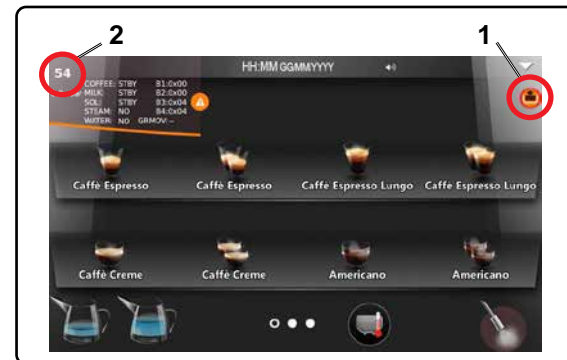 2
1
54
HH:MM GGMMYYYY
COFFEE: STBY B1:0x00
MILK: STBY B2:0x00
SOL: STBY B3:0x04
STEAM: NO B4:0x04
WATER: NO GRMOV:--
Caffè Espresso
Caffè Espresso
Caffè Espresso Lungo
Caffè Espresso Lungo
Caffè Creme
Caffè Creme
Americano
Americano